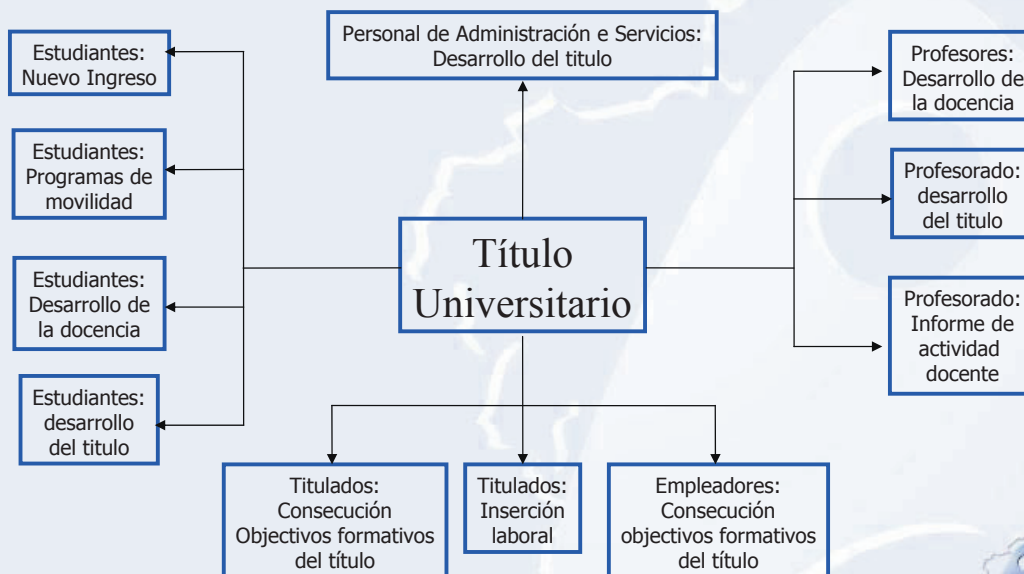 Personal de Administración e Servicios:
Desarrollo del titulo
Estudiantes:
Nuevo Ingreso
Estudiantes:
Programas de
movilidad
Estudiantes:
Desarrollo de
la docencia
Estudiantes:
desarrollo
del titulo
Título
Universitario
Profesores:
Desarrollo de
la docencia
Profesorado:
desarrollo
del titulo
Profesorado:
Informe de
actividad
docente
Titulados:
Consecución
Objectivos formativos
del título
Titulados:
Inserción
laboral
Empleadores:
Consecución
objectivos formativos
del título